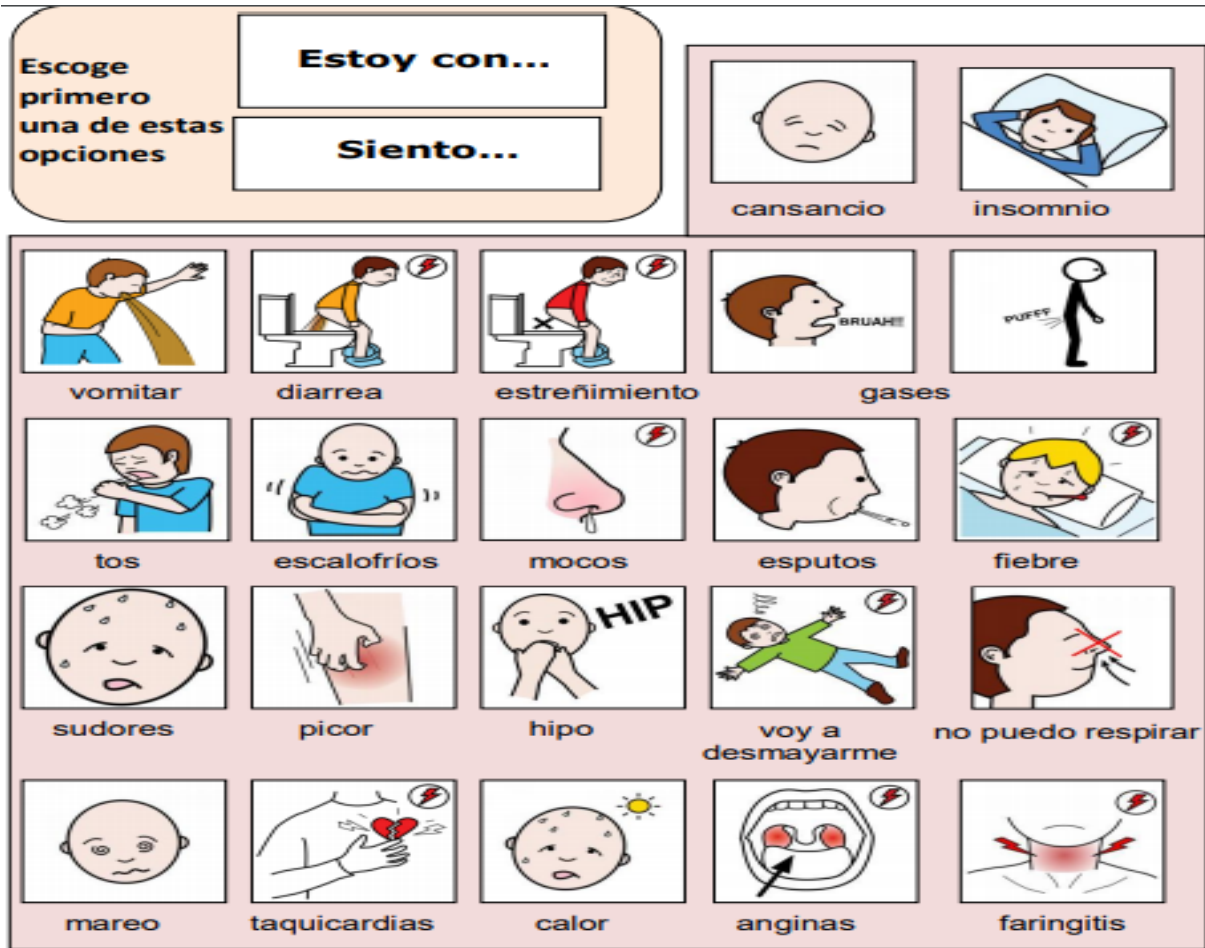 Escoge
primero
una de estas
opciones
Estoy con...
Siento...
cansancio insomnio
BRUAH!!!
PUFFF
vomitar diarrea estreñimiento gases
tos escalofríos mocos esputos fiebre
HIP
sudores picor hipo voy a
desmayarme no puedo respirar
mareo taquicardias calor anginas faringitis